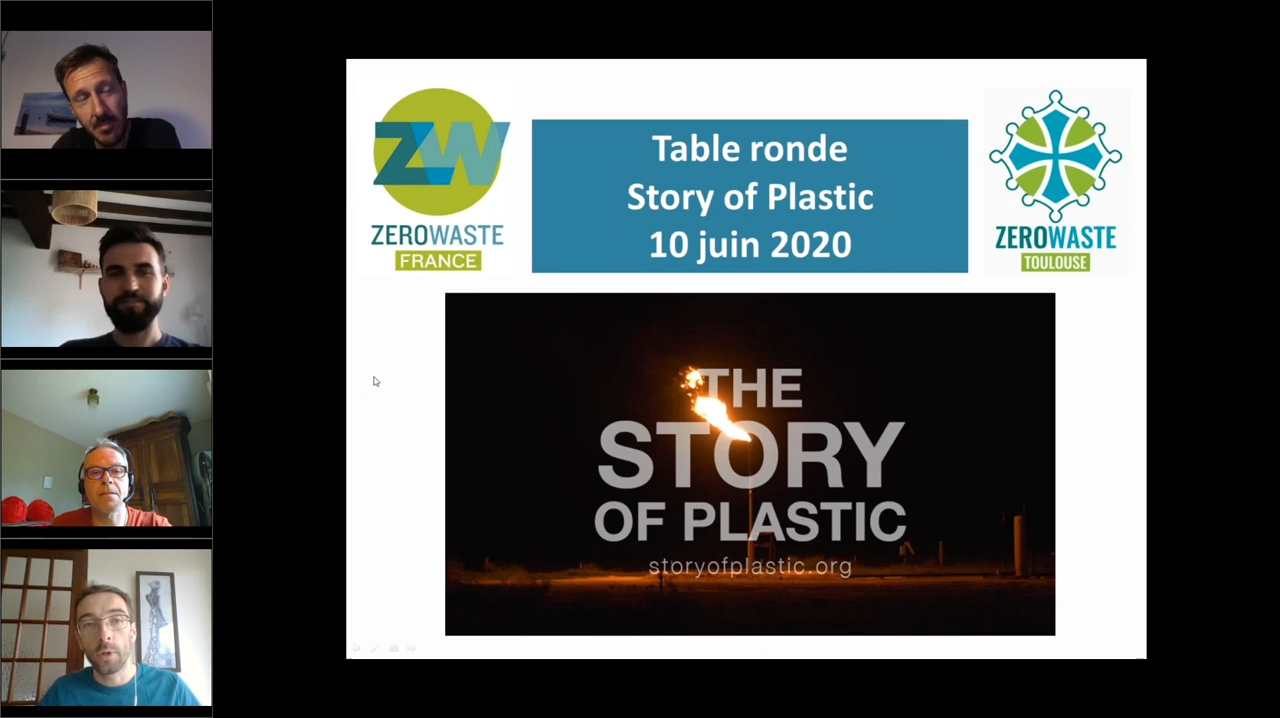 ZW
ZEROWASTE
FRANCE
Table ronde
Story of Plastic
10 juin 2020
ZEROWASTE
TOULOUSE
THE
STORY
OF PLASTIC
storyofplastic.org